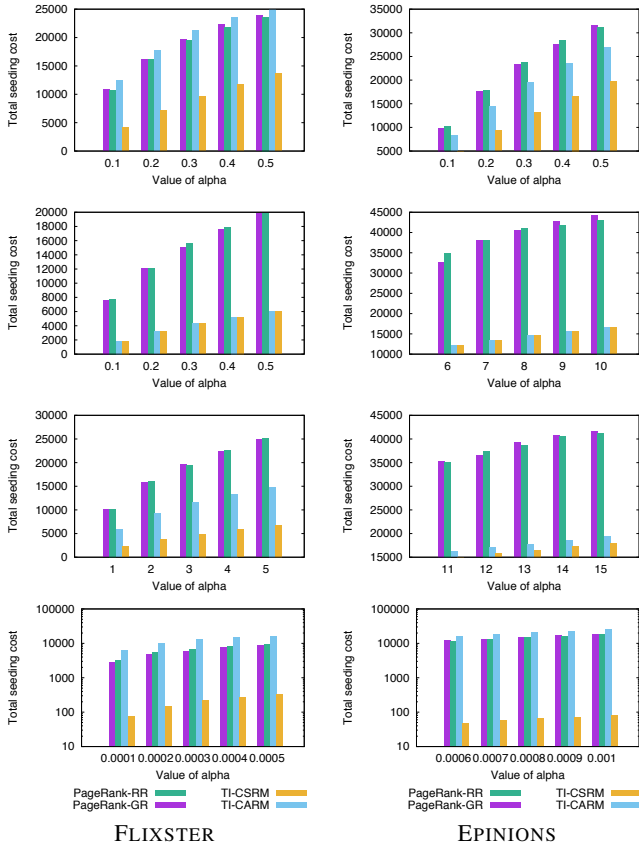 25000
20000
15000
10000
5000
0
Total seeding cost
0.1 0.2 0.3 0.4 0.5
Value of alpha
35000
30000
25000
20000
15000
10000
5000
Total seeding cost
0.1 0.2 0.3 0.4 0.5
Value of alpha
20000
18000
16000
14000
12000
10000
8000
6000
4000
2000
0
Total seeding cost
0.1 0.2 0.3 0.4 0.5
Value of alpha
45000
40000
35000
30000
25000
20000
15000
10000
Total seeding cost
6 7 8 9 10
Value of alpha
30000
25000
20000
15000
10000
5000
0
Total seeding cost
1 2 3 4 5
Value of alpha
45000
40000
35000
30000
25000
20000
15000
Total seeding cost
11 12 13 14 15
Value of alpha
100000
10000
1000
100
10
Total seeding cost
0.0001 0.0002 0.0003 0.0004 0.0005
Value of alpha
PageRank-RR TI-CSRM
PageRank-GR TI-CARM
FLIXSTER
100000
10000
1000
100
10
Total seeding cost
0.0006 0.0007 0.0008 0.0009 0.001
Value of alpha
PageRank-RR TI-CSRM
PageRank-GR TI-CARM
EPINIONS